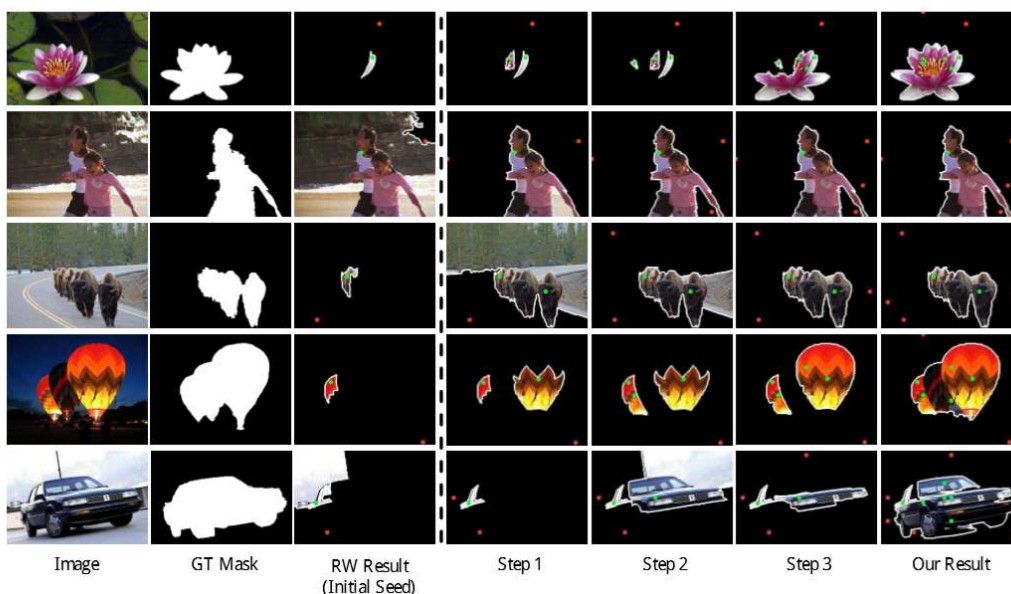 Image
GT Mask
RW Result
(Initial Seed)
Step 1
Step 2
Step 3
Our Result